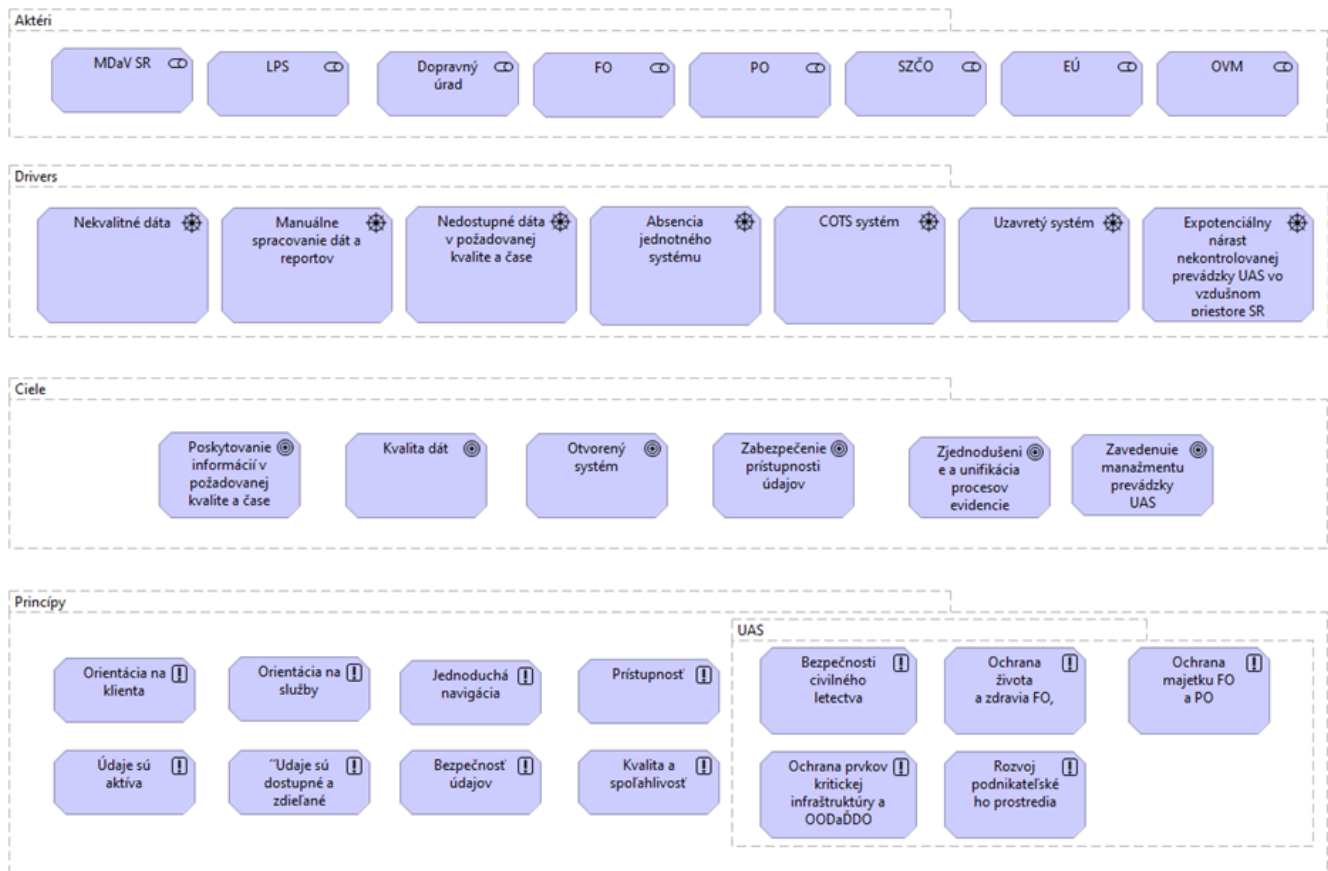 Aktéri
MDaV SR
LPS
Dopravný
úrad
FO
PO
SZČO
EÚ
OVM
Drivers
Nekvalitné dáta
Manuálne
spracovanie dát a
reportov
Nedostupné dáta
v požadovanej
kvalite a čase
Absencia
jednotného
systému
COTS systém
Uzavretý systém
Expotenciálny
nárast
nekontrolovanej
prevádzky UAS vo
vzdušnom
priestore SR
Ciele
Poskytovanie
informácií v
požadovanej
kvalite a čase
Kvalita dát
Otvorený
systém
Zabezpečenie
prístupnosti
údajov
Zjednodušeni
e a unifikácia
procesov
evidencie
Zavedenuie
manažmentu
prevádzky
UAS
Princípy
Orientácia na
klienta
Orientácia na
služby
Jednoduchá
navigácia
Prístupnosť
Údaje sú
aktíva
´´Udaje sú
dostupné a
zdieľané
Bezpečnosť
údajov
Kvalita a
spoľahlivosť
UAS
Bezpečnosti
civilného
letectva
Ochrana
života
a zdravia FO,
Ochrana
majetku FO
a PO
Ochrana prvkov
kritickej
infraštruktúry a
OODaĎDO
Rozvoj
podnikateľské
ho prostredia